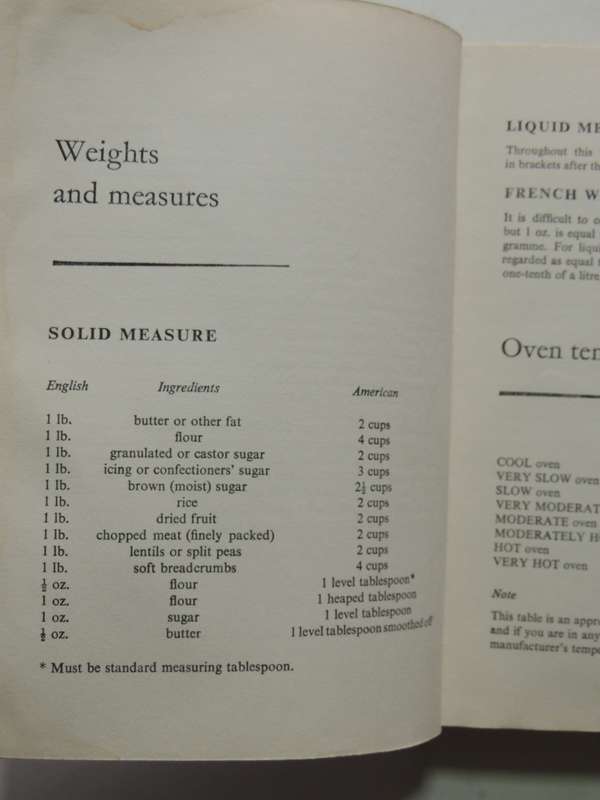 Weights
and measures
SOLID MEASURE
English Ingredients American
1 lb. butter or other fat 2 cups
1 lb. flour 4 cups
1 lb. granulated or castor sugar 2 cups
1 lb. icing or confectioners' sugar 3 cups
1 lb. brown (moist) sugar 2½ cups
1 lb. rice 2 cups
1 lb. dried fruit 2 cups
1 lb. chopped meat (finely packed) 2 cups
1 lb. lentils or split peas 2 cups
1 lb. soft breadcrumbs 4 cups
½ oz. flour 1 level tablespoon*
1 oz. flour 1 heaped tablespoon
1 oz. sugar 1 level tablespoon
½ oz. butter 1 level tablespoon smoothed off
* Must be standard measuring tablespoon.
LIQUID ME
Throughout this
in brackets after th
FRENCH W
It is difficult to
but 1 oz. is equal
gramme. For liqui
regarded as equal
one-tenth of a litre
Oven ten
COOL oven
VERY SLOW oven
SLOW oven
VERY MODERAT
MODERATE oven
MODERATELY H
HOT oven
VERY HOT oven
Note
This table is an appro
and if you are in any
manufacturer's tempe